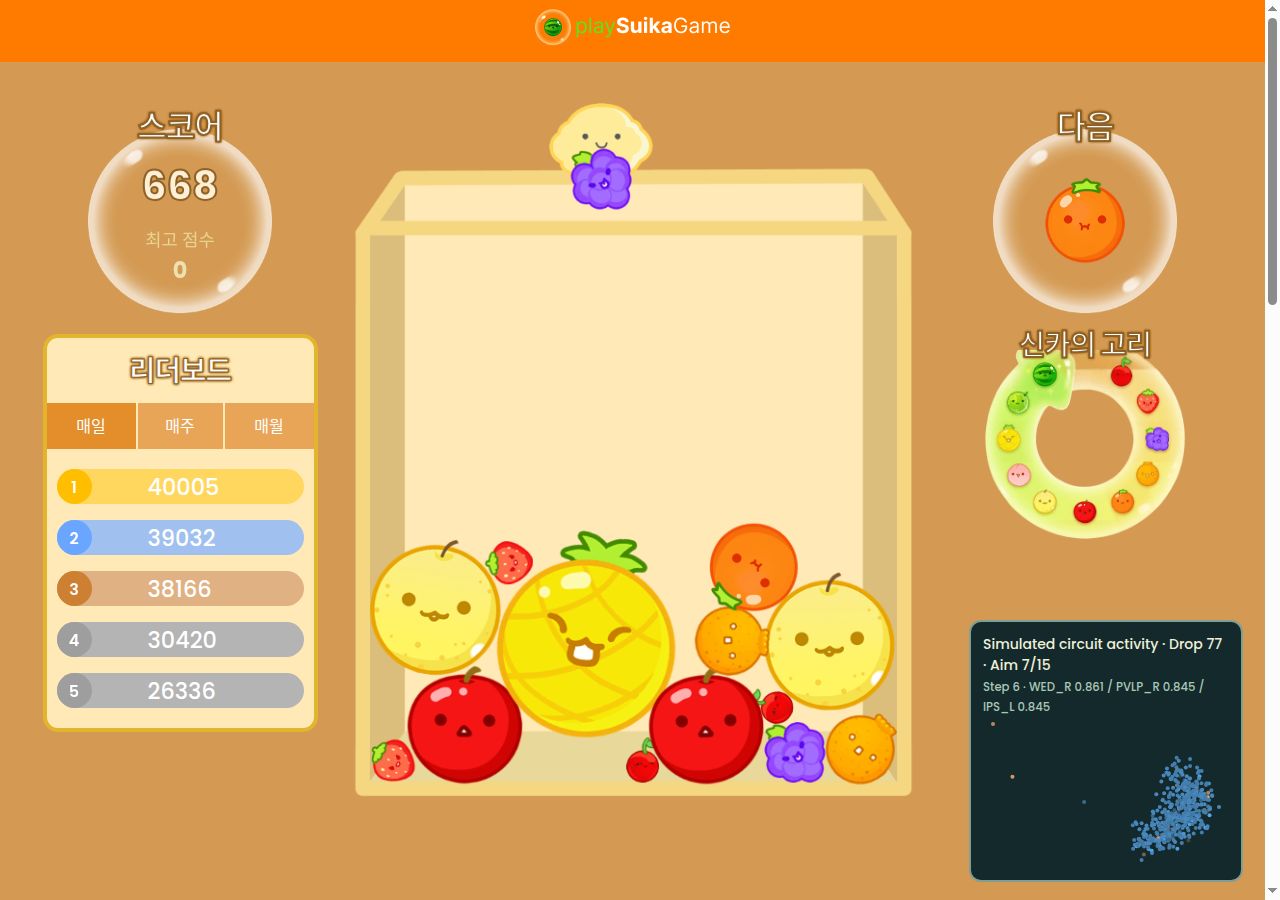 playSuikaGame
스코어
668
최고 점수
0
다음
신카의 고리
리더보드
매일 매주 매월
1 40005
2 39032
3 38166
4 30420
5 26336
Simulated circuit activity · Drop 77
· Aim 7/15
Step 6 · WED_R 0.861 / PVLP_R 0.845 /
IPS_L 0.845